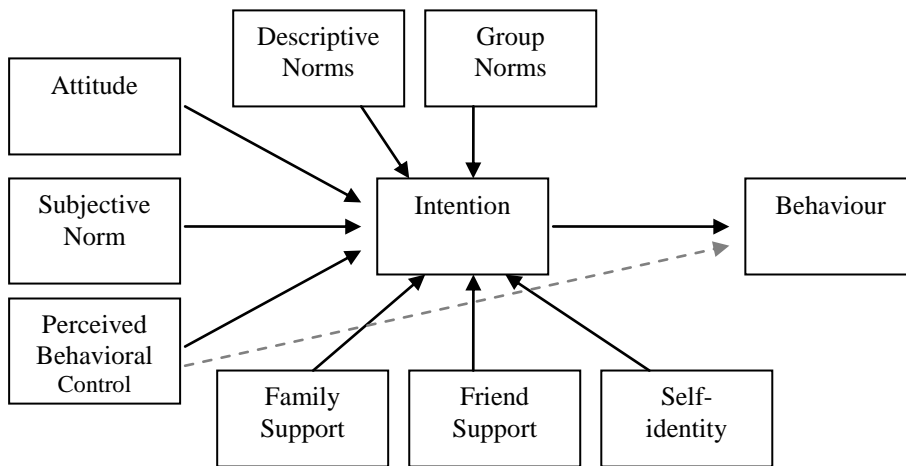 Descriptive
Norms
Group
Norms
Attitude
Subjective
Norm
Intention
Behaviour
Perceived
Behavioral
Control
Family
Support
Friend
Support
Self-
identity